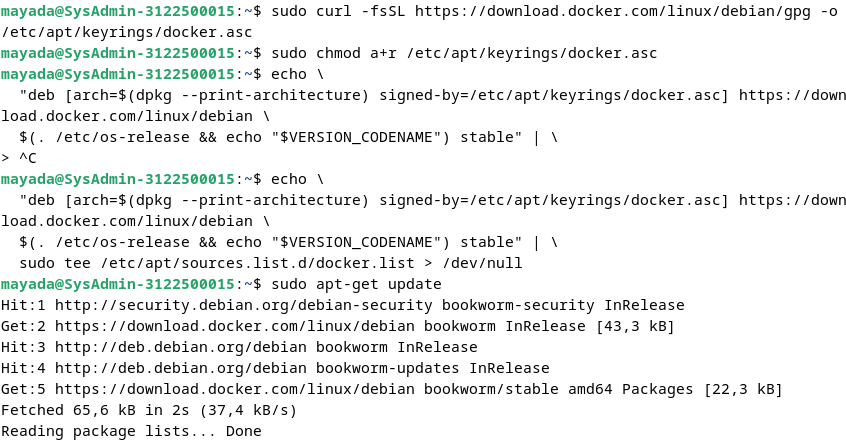 mayada@SysAdmin-3122500015:~$ sudo curl -fsSL https://download.docker.com/linux/debian/gpg -o
/etc/apt/keyrings/docker.asc
mayada@SysAdmin-3122500015:~$ sudo chmod a+r /etc/apt/keyrings/docker.asc
mayada@SysAdmin-3122500015:~$ echo \
  "deb [arch=$(dpkg --print-architecture) signed-by=/etc/apt/keyrings/docker.asc] https://down
load.docker.com/linux/debian \
  $(. /etc/os-release && echo "$VERSION_CODENAME") stable" | \
> ^C
mayada@SysAdmin-3122500015:~$ echo \
  "deb [arch=$(dpkg --print-architecture) signed-by=/etc/apt/keyrings/docker.asc] https://down
load.docker.com/linux/debian \
  $(. /etc/os-release && echo "$VERSION_CODENAME") stable" | \
  sudo tee /etc/apt/sources.list.d/docker.list > /dev/null
mayada@SysAdmin-3122500015:~$ sudo apt-get update
Hit:1 http://security.debian.org/debian-security bookworm-security InRelease
Get:2 https://download.docker.com/linux/debian bookworm InRelease [43,3 kB]
Hit:3 http://deb.debian.org/debian bookworm InRelease
Hit:4 http://deb.debian.org/debian bookworm-updates InRelease
Get:5 https://download.docker.com/linux/debian bookworm/stable amd64 Packages [22,3 kB]
Fetched 65,6 kB in 2s (37,4 kB/s)
Reading package lists... Done